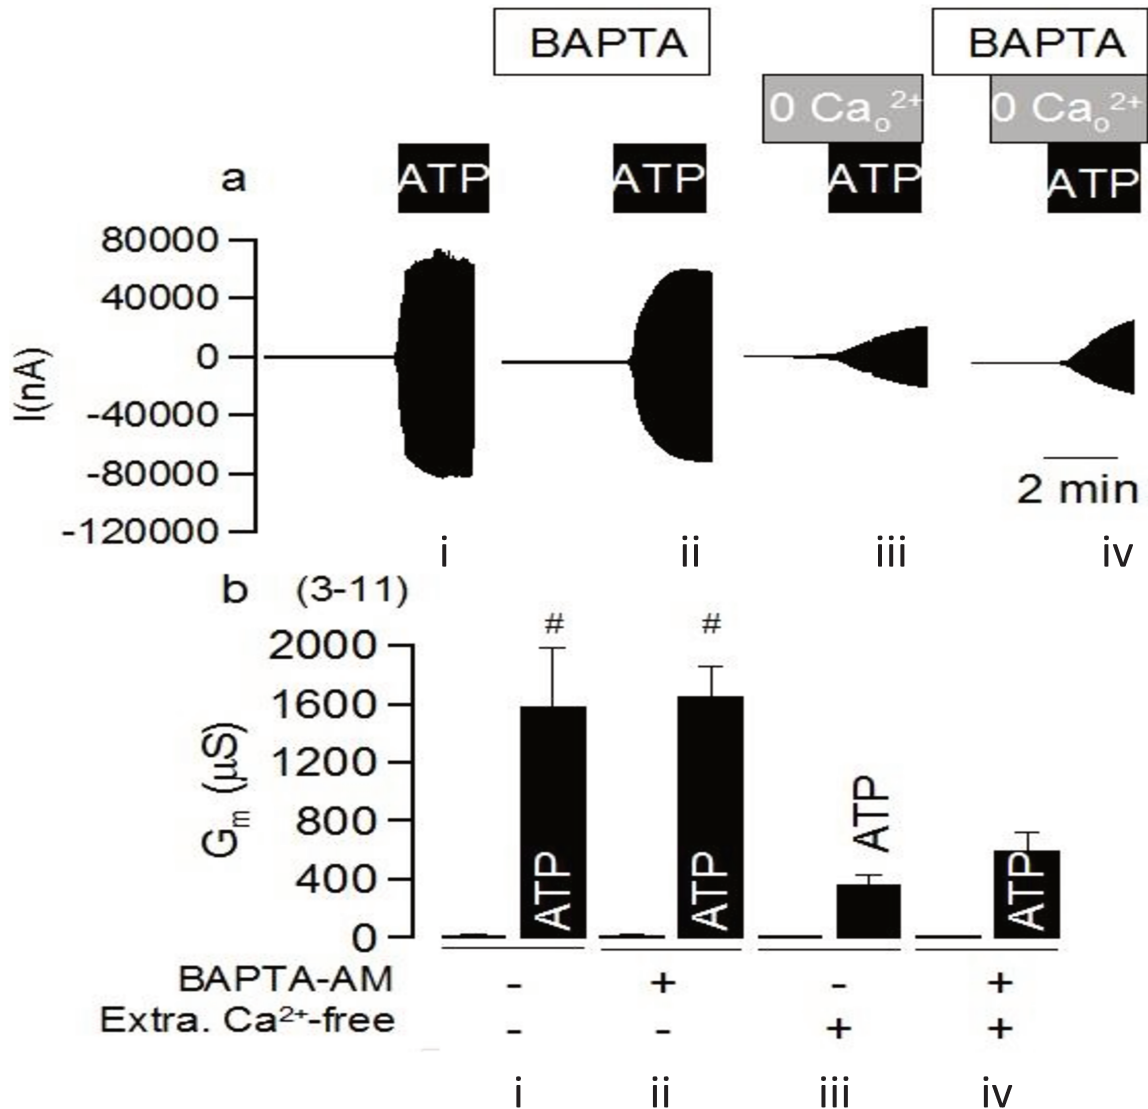 BAPTA BAPTA
0 Ca₀²⁺ 0 Ca₀²⁺
a ATP ATP ATP ATP
80000
40000
0
-40000
-80000
-120000
I(nA)
2 min
i ii iii iv
b (3-11)
# #
2000
1600
1200
800
400
0
Gₘ (µS)
ATP ATP ATP ATP
BAPTA-AM - + - +
Extra. Ca²⁺-free - - + +
i ii iii iv